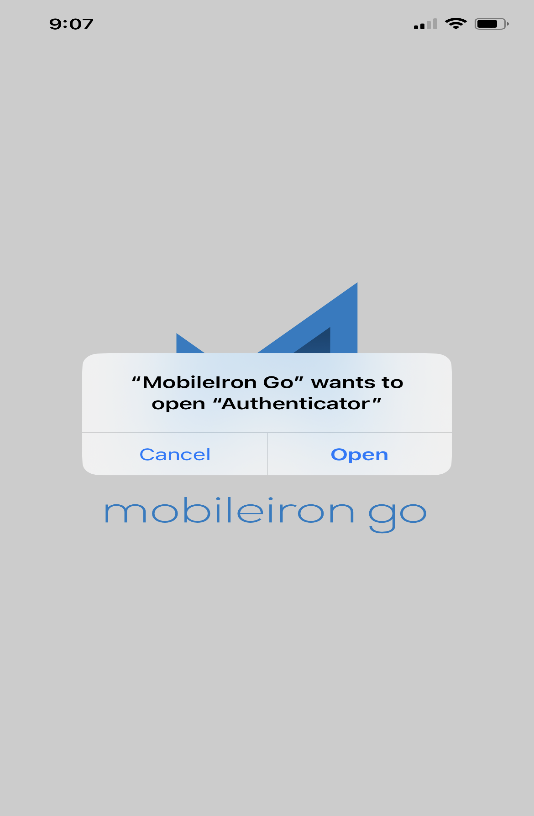 9:07
“MobileIron Go” wants to
open “Authenticator”
Cancel Open
mobileiron go